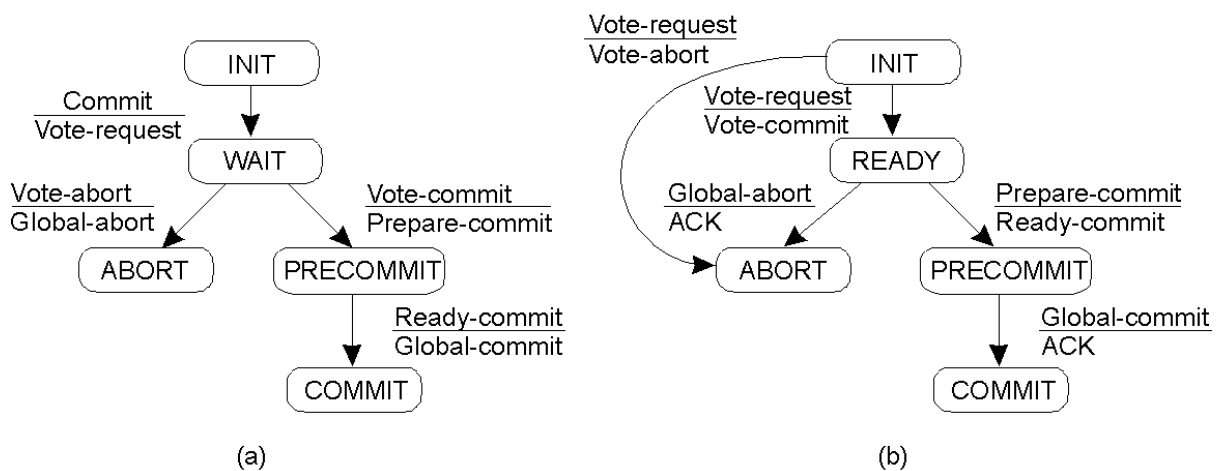 INIT
Commit
Vote-request
WAIT
Vote-abort
Global-abort
Vote-commit
Prepare-commit
ABORT
PRECOMMIT
Ready-commit
Global-commit
COMMIT
(a)
Vote-request
Vote-abort
INIT
Vote-request
Vote-commit
READY
Global-abort
ACK
Prepare-commit
Ready-commit
ABORT
PRECOMMIT
Global-commit
ACK
COMMIT
(b)